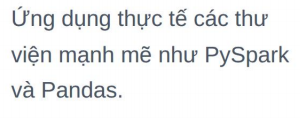 Ứng dụng thực tế các thư
viện mạnh mẽ như PySpark
và Pandas.